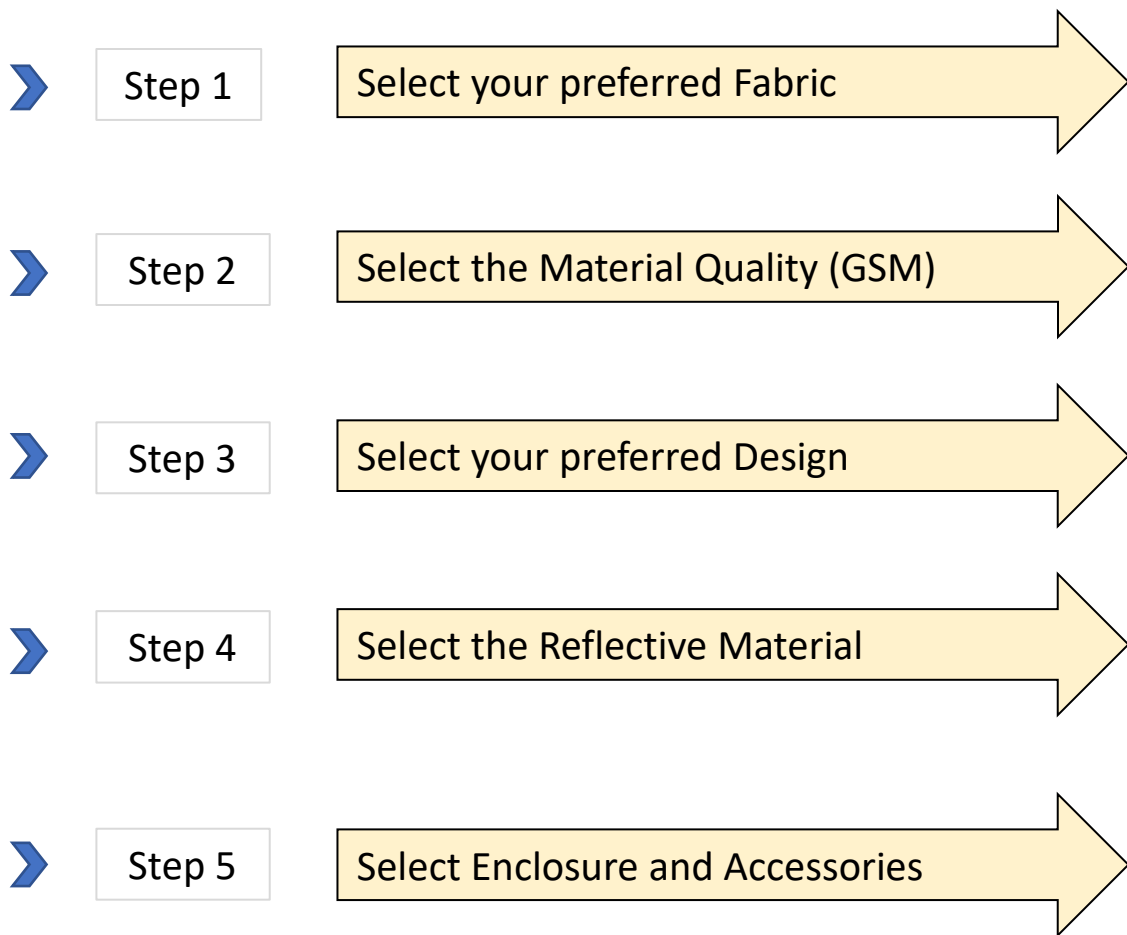 Step 1
Select your preferred Fabric
Step 2
Select the Material Quality (GSM)
Step 3
Select your preferred Design
Step 4
Select the Reflective Material
Step 5
Select Enclosure and Accessories